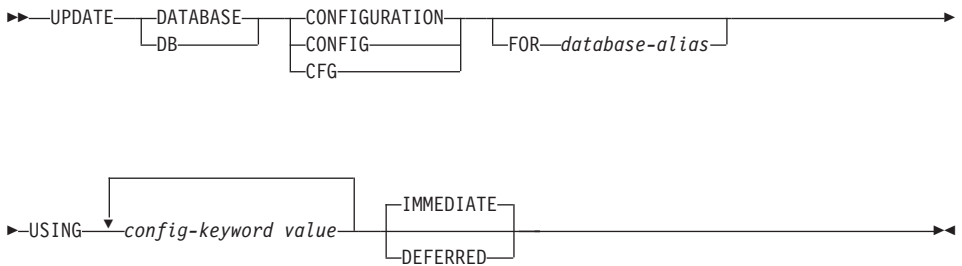 UPDATE DATABASE CONFIGURATION
DB CONFIG FOR database-alias
CFG
USING config-keyword value IMMEDIATE
DEFERRED